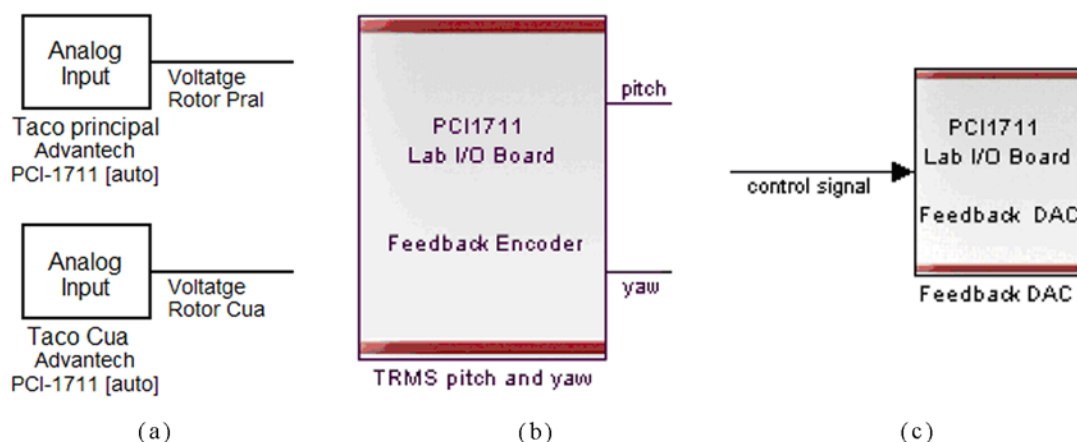 Analog
Input
Voltatge
Rotor Pral
Taco principal
Advantech
PCI-1711 [auto]
Analog
Input
Voltatge
Rotor Cua
Taco Cua
Advantech
PCI-1711 [auto]
(a)
PCI1711
Lab I/O Board
Feedback Encoder
pitch
yaw
TRMS pitch and yaw
(b)
control signal
PCI1711
Lab I/O Board
Feedback DAC
Feedback DAC
(c)